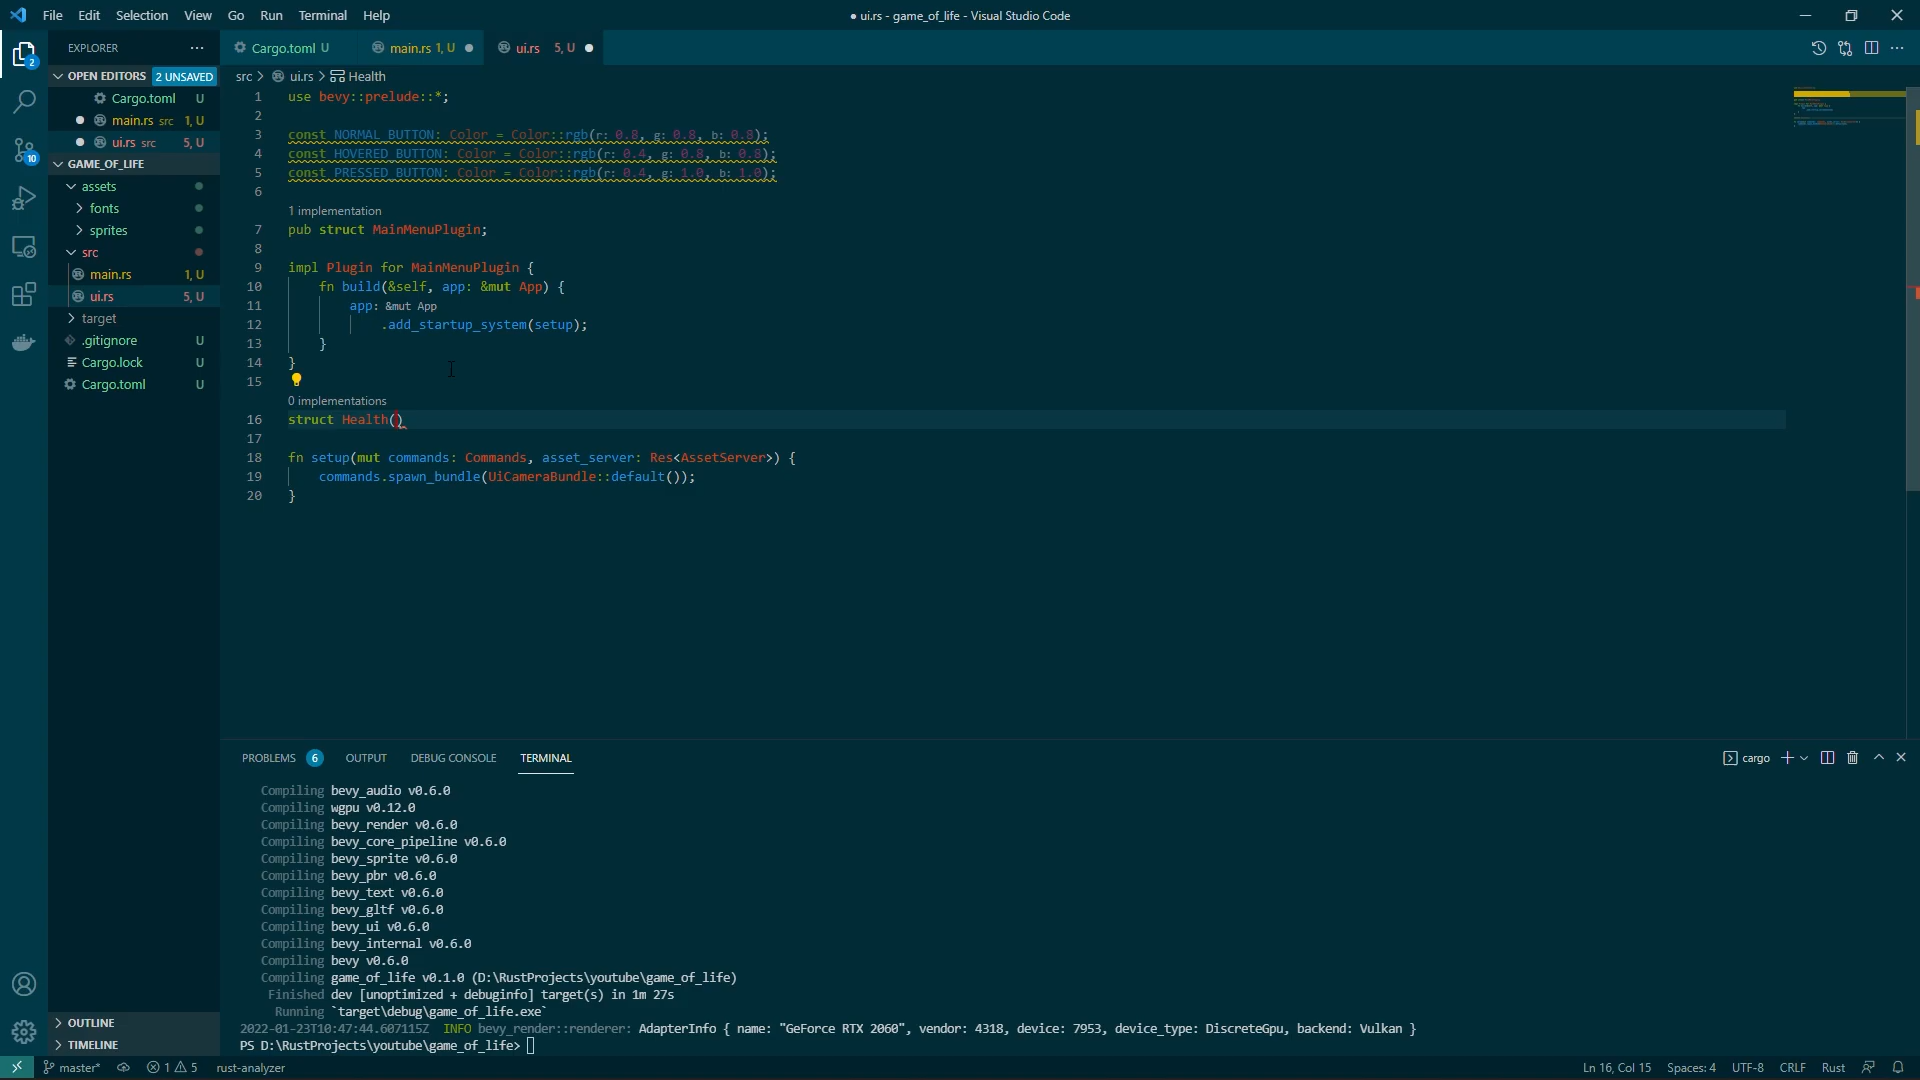 File Edit Selection View Go Run Terminal Help
● ui.rs - game_of_life - Visual Studio Code
EXPLORER
Cargo.toml U
main.rs 1, U
ui.rs 5, U
OPEN EDITORS 2 UNSAVED
Cargo.toml U
main.rs src 1, U
ui.rs src 5, U
GAME_OF_LIFE
assets
fonts
sprites
src
main.rs 1, U
ui.rs 5, U
target
.gitignore U
Cargo.lock U
Cargo.toml U
OUTLINE
TIMELINE
2
10
src > ui.rs > Health
1 use bevy::prelude::*;
2
3 const NORMAL_BUTTON: Color = Color::rgb(r: 0.8, g: 0.8, b: 0.8);
4 const HOVERED_BUTTON: Color = Color::rgb(r: 0.4, g: 0.8, b: 0.8);
5 const PRESSED_BUTTON: Color = Color::rgb(r: 0.4, g: 1.0, b: 1.0);
6
1 implementation
7 pub struct MainMenuPlugin;
8
9 impl Plugin for MainMenuPlugin {
10 fn build(&self, app: &mut App) {
11 app: &mut App
12 .add_startup_system(setup);
13 }
14 }
15
0 implementations
16 struct Health()
17
18 fn setup(mut commands: Commands, asset_server: Res<AssetServer>) {
19 commands.spawn_bundle(UiCameraBundle::default());
20 }
PROBLEMS 6 OUTPUT DEBUG CONSOLE TERMINAL
cargo
Compiling bevy_audio v0.6.0
Compiling wgpu v0.12.0
Compiling bevy_render v0.6.0
Compiling bevy_core_pipeline v0.6.0
Compiling bevy_sprite v0.6.0
Compiling bevy_pbr v0.6.0
Compiling bevy_text v0.6.0
Compiling bevy_gltf v0.6.0
Compiling bevy_ui v0.6.0
Compiling bevy_internal v0.6.0
Compiling bevy v0.6.0
Compiling game_of_life v0.1.0 (D:\RustProjects\youtube\game_of_life)
Finished dev [unoptimized + debuginfo] target(s) in 1m 27s
Running `target\debug\game_of_life.exe`
2022-01-23T10:47:44.607115Z INFO bevy_render::renderer: AdapterInfo { name: "GeForce RTX 2060", vendor: 4318, device: 7953, device_type: DiscreteGpu, backend: Vulkan }
PS D:\RustProjects\youtube\game_of_life>
master* 1 5 rust-analyzer
Ln 16, Col 15 Spaces: 4 UTF-8 CRLF Rust